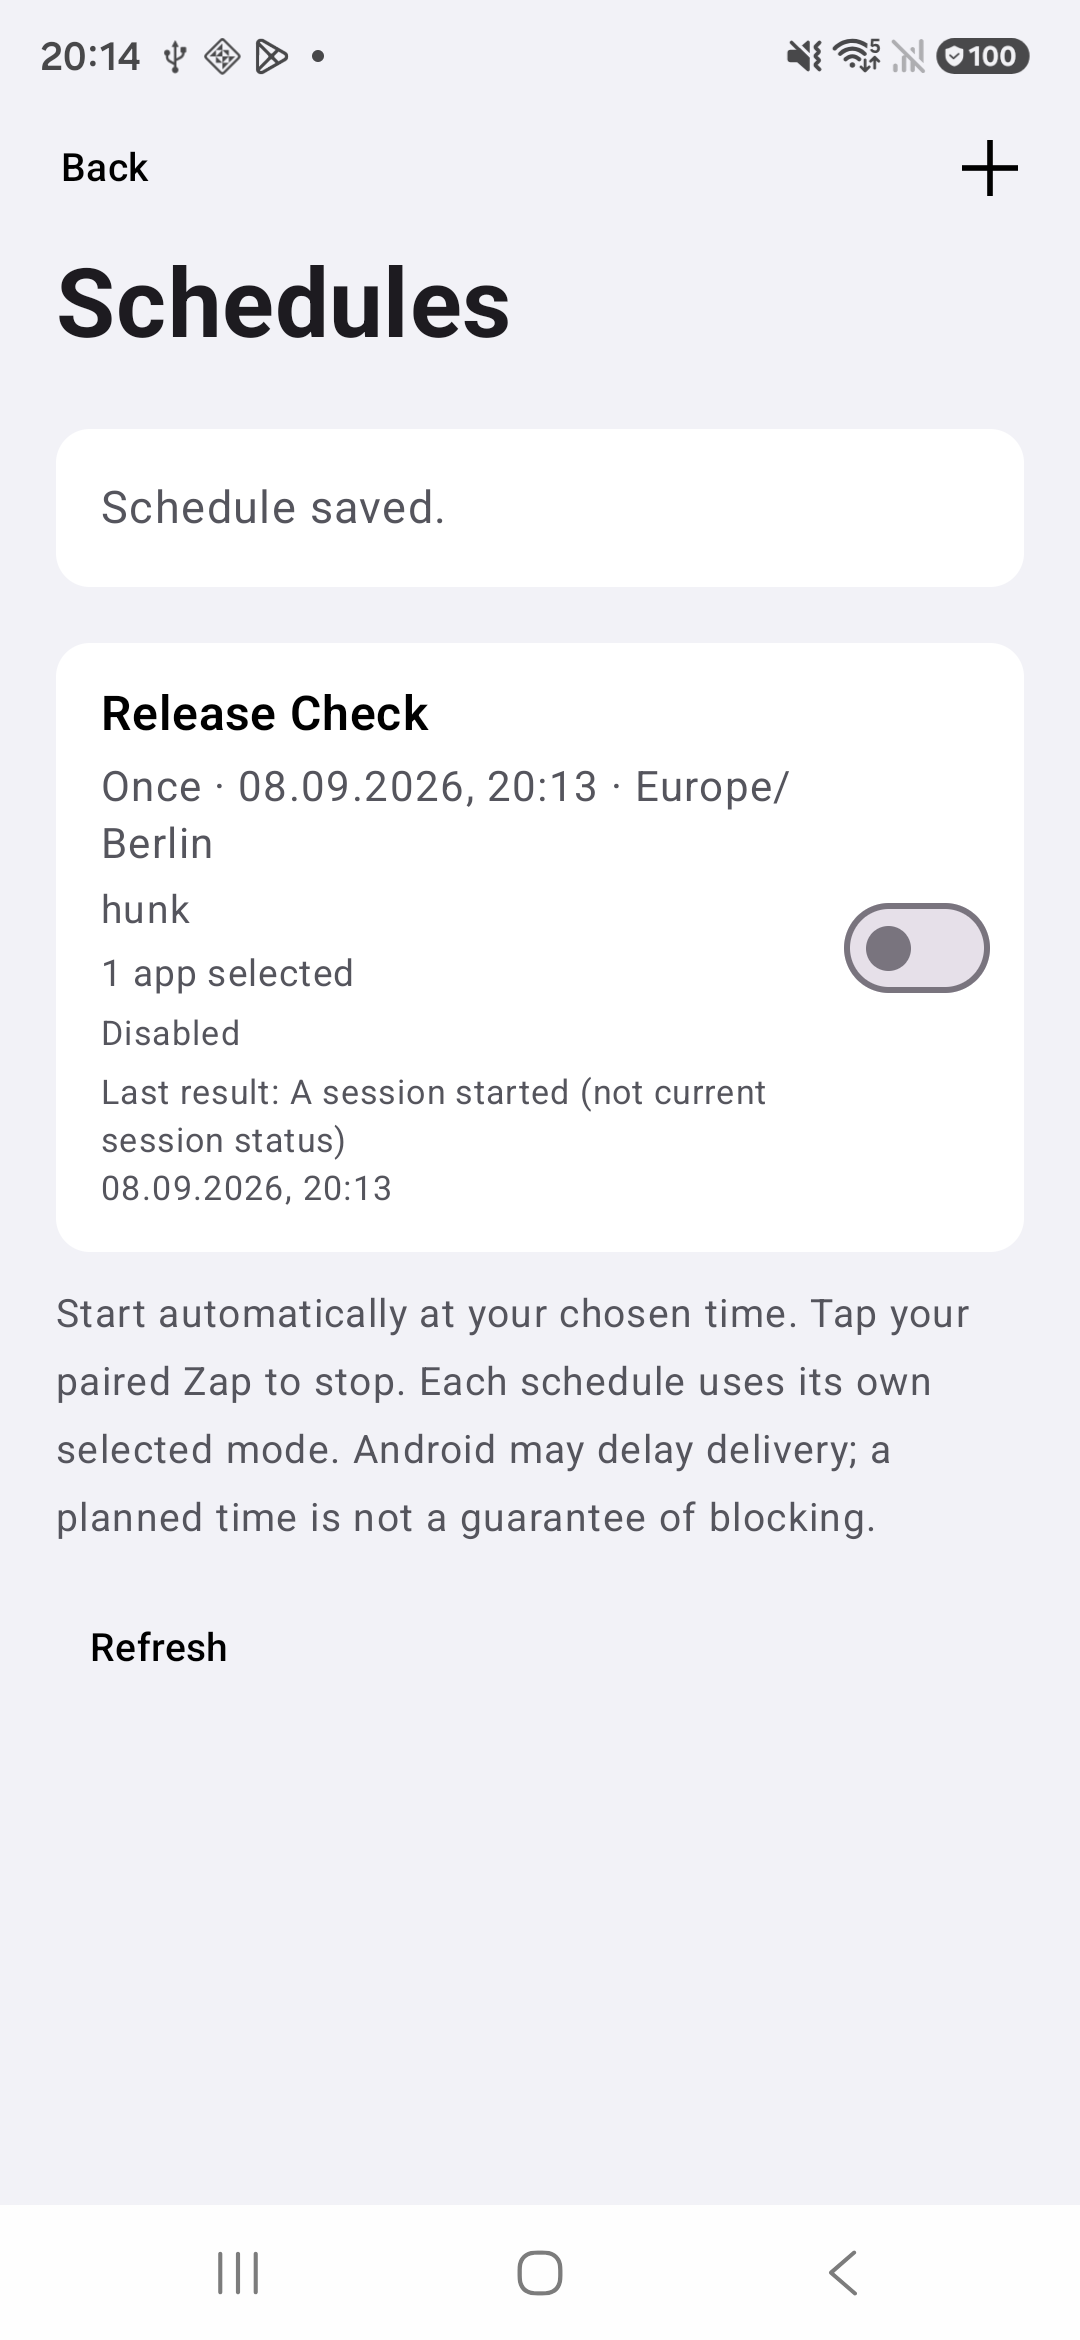 20:14
5
100
Back
Schedules
Schedule saved.
Release Check
Once · 08.09.2026, 20:13 · Europe/
Berlin
hunk
1 app selected
Disabled
Last result: A session started (not current
session status)
08.09.2026, 20:13
Start automatically at your chosen time. Tap your
paired Zap to stop. Each schedule uses its own
selected mode. Android may delay delivery; a
planned time is not a guarantee of blocking.
Refresh